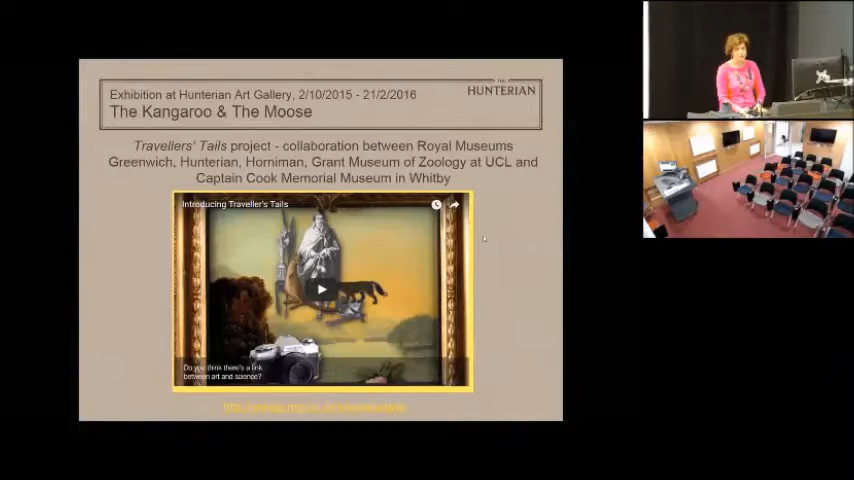 Exhibition at Hunterian Art Gallery, 2/10/2015 - 21/2/2016
The Kangaroo & The Moose
THE
HUNTERIAN
Travellers' Tails project - collaboration between Royal Museums
Greenwich, Hunterian, Horniman, Grant Museum of Zoology at UCL and
Captain Cook Memorial Museum in Whitby
Introducing Traveller's Tails
Do you think there's a link
between art and science?